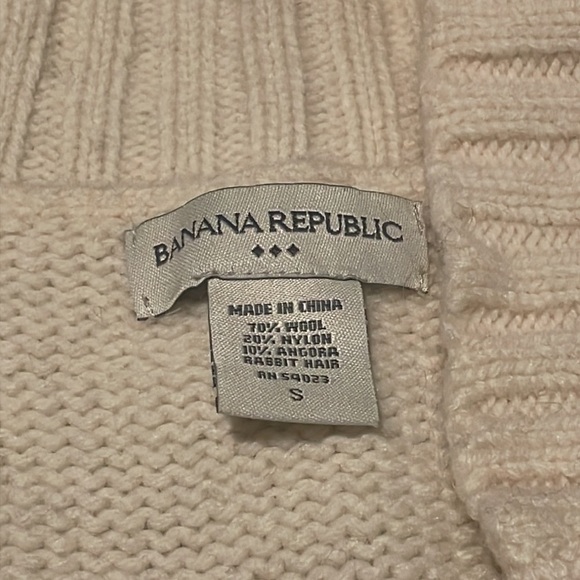 BANANA REPUBLIC
MADE IN CHINA
70% WOOL
20% NYLON
10% ANGORA
RABBIT HAIR
RN 54023
S